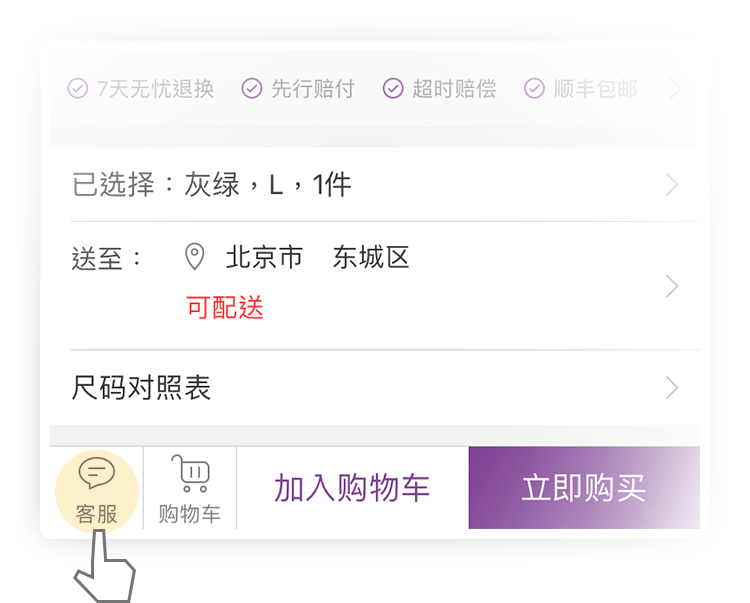 7天无忧退换 先行赔付 超时赔偿 顺丰包邮
已选择：灰绿，L，1件
送至： 北京市 东城区
可配送
尺码对照表
客服 购物车 加入购物车 立即购买